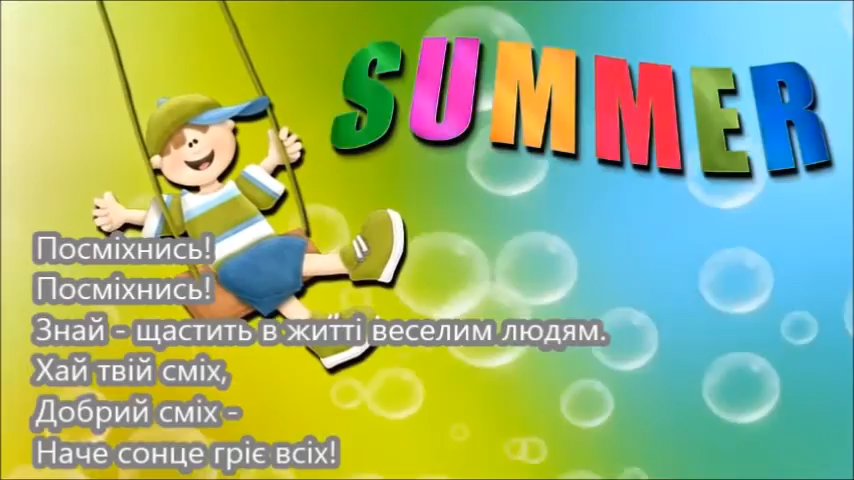 SUMMER
Посміхнись!
Посміхнись!
Знай - щастить в житті веселим людям.
Хай твій сміх,
Добрий сміх -
Наче сонце гріє всіх!